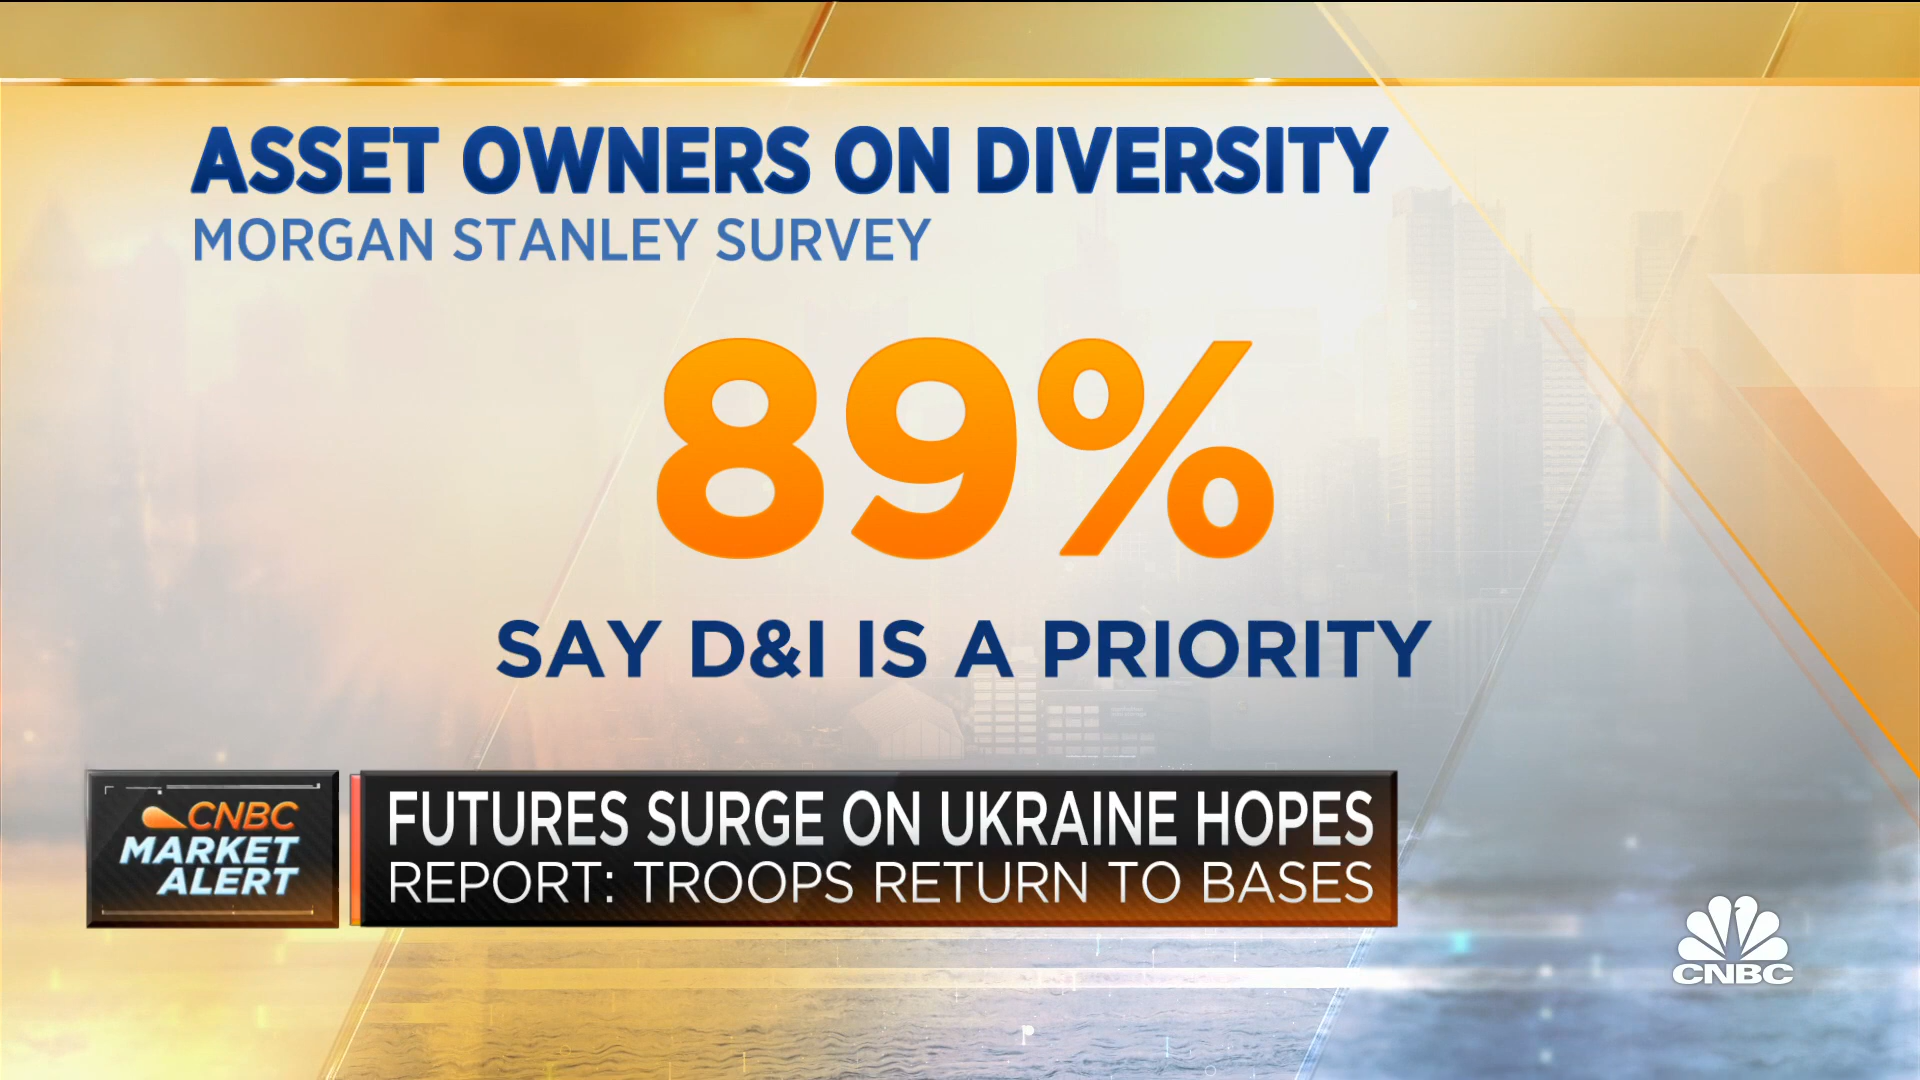 ASSET OWNERS ON DIVERSITY
MORGAN STANLEY SURVEY
89%
SAY D&I IS A PRIORITY
CNBC
MARKET
ALERT
FUTURES SURGE ON UKRAINE HOPES
REPORT: TROOPS RETURN TO BASES
CNBC